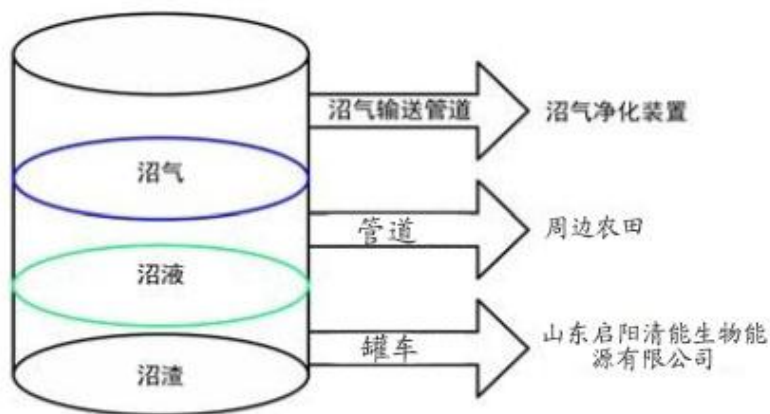 沼气输送管道
沼气净化装置
沼气
管道
周边农田
沼液
罐车
山东启阳清能生物能
源有限公司
沼渣